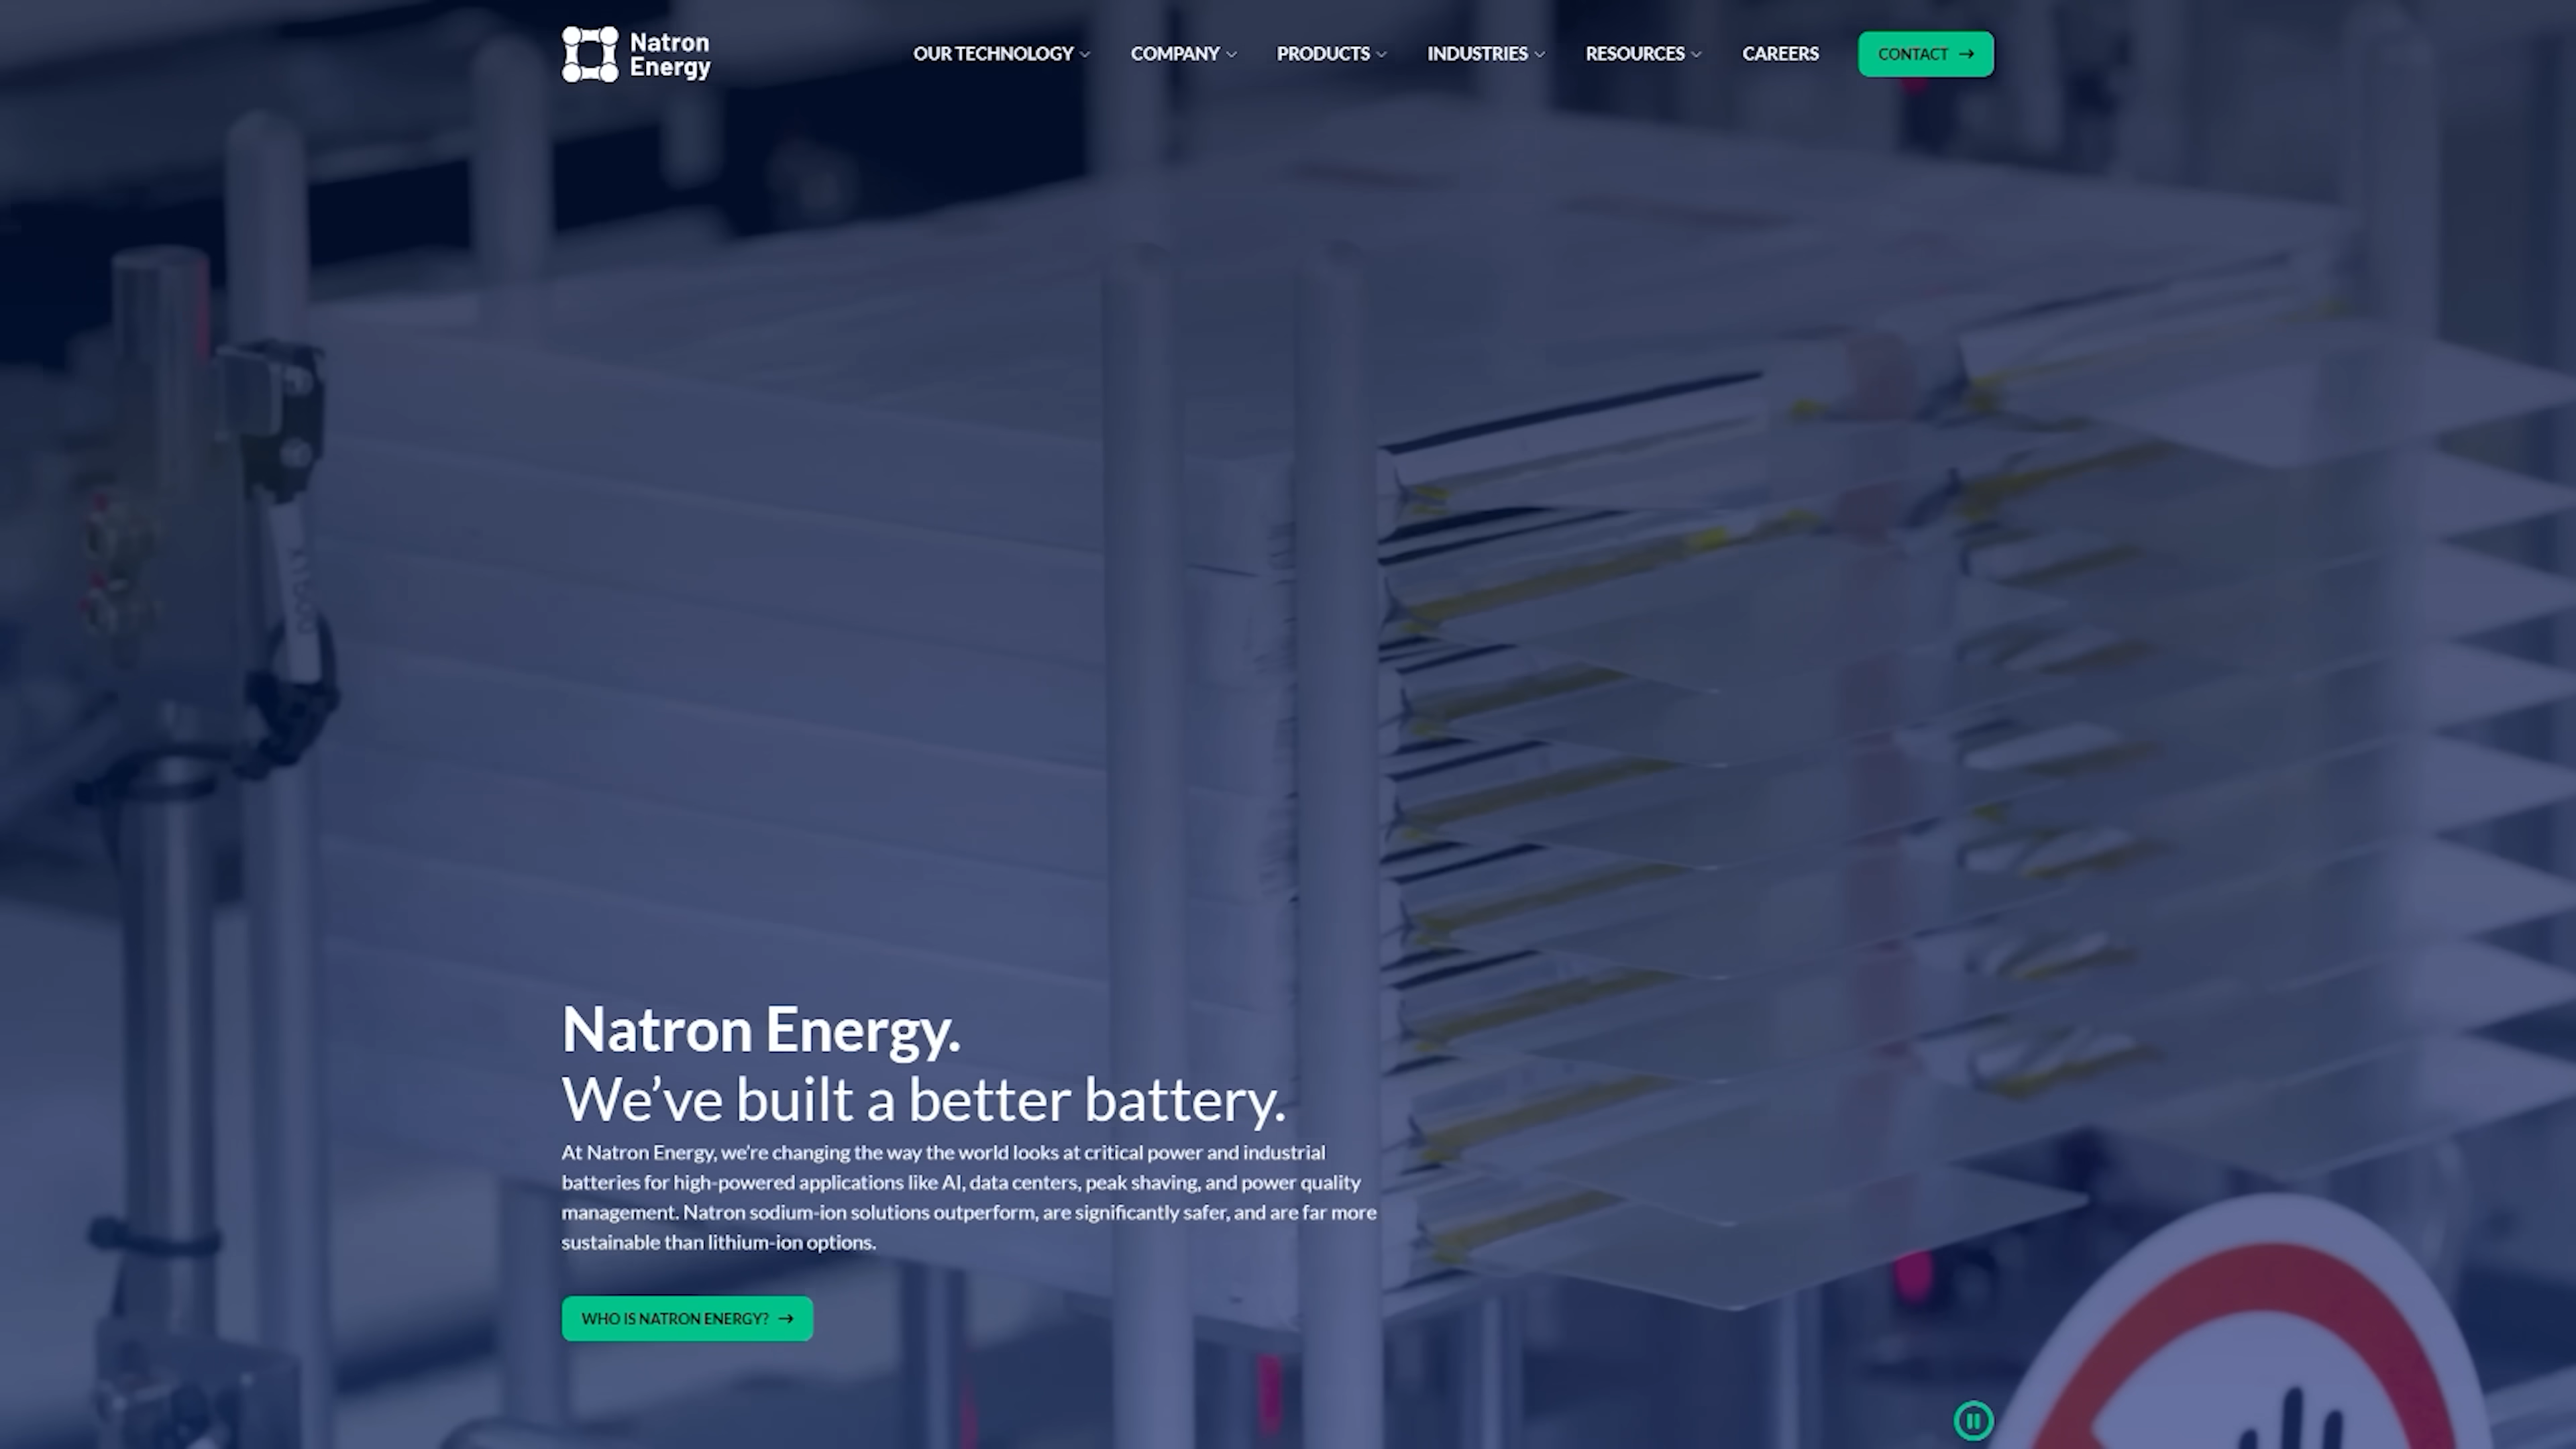 Natron
Energy
OUR TECHNOLOGY
COMPANY
PRODUCTS
INDUSTRIES
RESOURCES
CAREERS
CONTACT →
Natron Energy.
We’ve built a better battery.
At Natron Energy, we’re changing the way the world looks at critical power and industrial
batteries for high-powered applications like AI, data centers, peak shaving, and power quality
management. Natron sodium-ion solutions outperform, are significantly safer, and are far more
sustainable than lithium-ion options.
WHO IS NATRON ENERGY? →